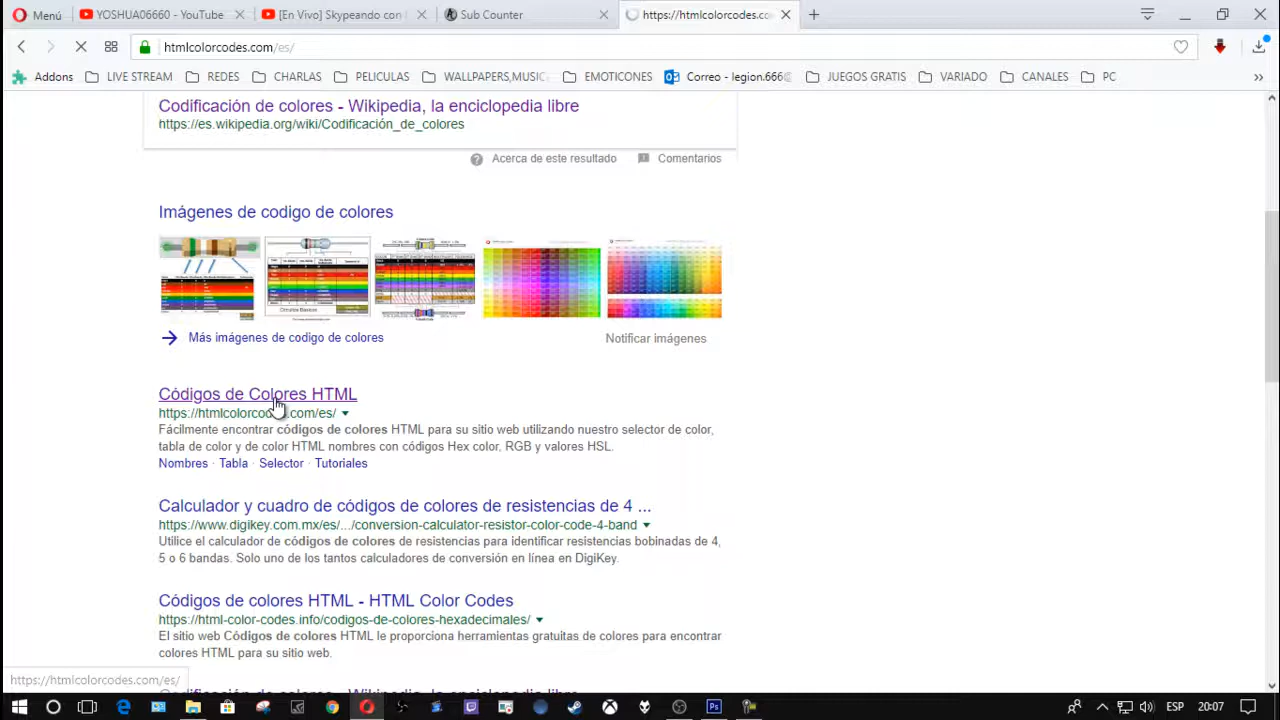 Menú
YOSHUA06660 - YouTube
[En Vivo] Skypeando con
Sub Counter
https://htmlcolorcodes.co
htmlcolorcodes.com/es/
Addons
LIVE STREAM
REDES
CHARLAS
PELICULAS
WALLPAPERS,MUSIC
EMOTICONES
Correo - legion.666@
JUEGOS GRATIS
VARIADO
CANALES
PC
Codificación de colores - Wikipedia, la enciclopedia libre
https://es.wikipedia.org/wiki/Codificación_de_colores
Acerca de este resultado
Comentarios
Imágenes de codigo de colores
Más imágenes de codigo de colores
Notificar imágenes
Códigos de Colores HTML
https://htmlcolorcodes.com/es/
Fácilmente encontrar códigos de colores HTML para su sitio web utilizando nuestro selector de color,
tabla de color y de color HTML nombres con códigos Hex color, RGB y valores HSL.
Nombres · Tabla · Selector · Tutoriales
Calculador y cuadro de códigos de colores de resistencias de 4 ...
https://www.digikey.com.mx/es/.../conversion-calculator-resistor-color-code-4-band
Utilice el calculador de códigos de colores de resistencias para identificar resistencias bobinadas de 4,
5 o 6 bandas. Solo uno de los tantos calculadores de conversión en línea en DigiKey.
Códigos de colores HTML - HTML Color Codes
https://html-color-codes.info/codigos-de-colores-hexadecimales/
El sitio web Códigos de colores HTML le proporciona herramientas gratuitas de colores para encontrar
colores HTML para su sitio web.
https://htmlcolorcodes.com/es/
Codificación de colores - Wikipedia, la enciclopedia libre
ESP
20:07